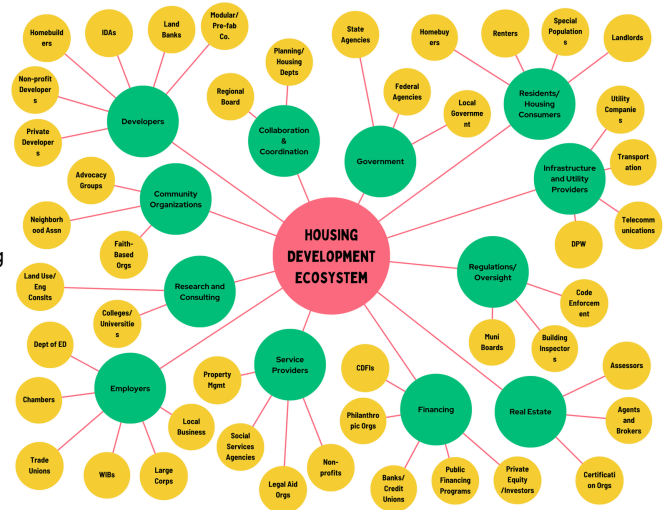 Homebuild
ers
IDAs
Land
Banks
Modular/
Pre-fab
Co.
Non-profit
Developer
s
Private
Developer
s
Developers
State
Agencies
Planning/
Housing
Depts
Regional
Board
Collaboration
&
Coordination
Federal
Agencies
Local
Governme
nt
Government
Homebuy
ers
Renters
Special
Population
s
Landlords
Residents/
Housing
Consumers
Utility
Companie
s
Transport
ation
Telecomm
unications
DPW
Infrastructure
and Utility
Providers
Advocacy
Groups
Neighborh
ood Assn
Faith-
Based
Orgs
Community
Organizations
g
HOUSING
DEVELOPMENT
ECOSYSTEM
Land Use/
Eng
Conslts
Colleges/
Universitie
s
Research and
Consulting
Regulations/
Oversight
Code
Enforcem
ent
Building
Inspector
s
Muni
Boards
Dept of ED
Chambers
Trade
Unions
WIBs
Large
Corps
Local
Business
Employers
Service
Providers
Property
Mgmt
Social
Services
Agencies
Legal Aid
Orgs
Non-
profits
CDFIs
Philanthro
pic Orgs
Banks/
Credit
Unions
Public
Financing
Programs
Private
Equity
/Investors
Financing
Real Estate
Assessors
Agents
and
Brokers
Certificati
on Orgs